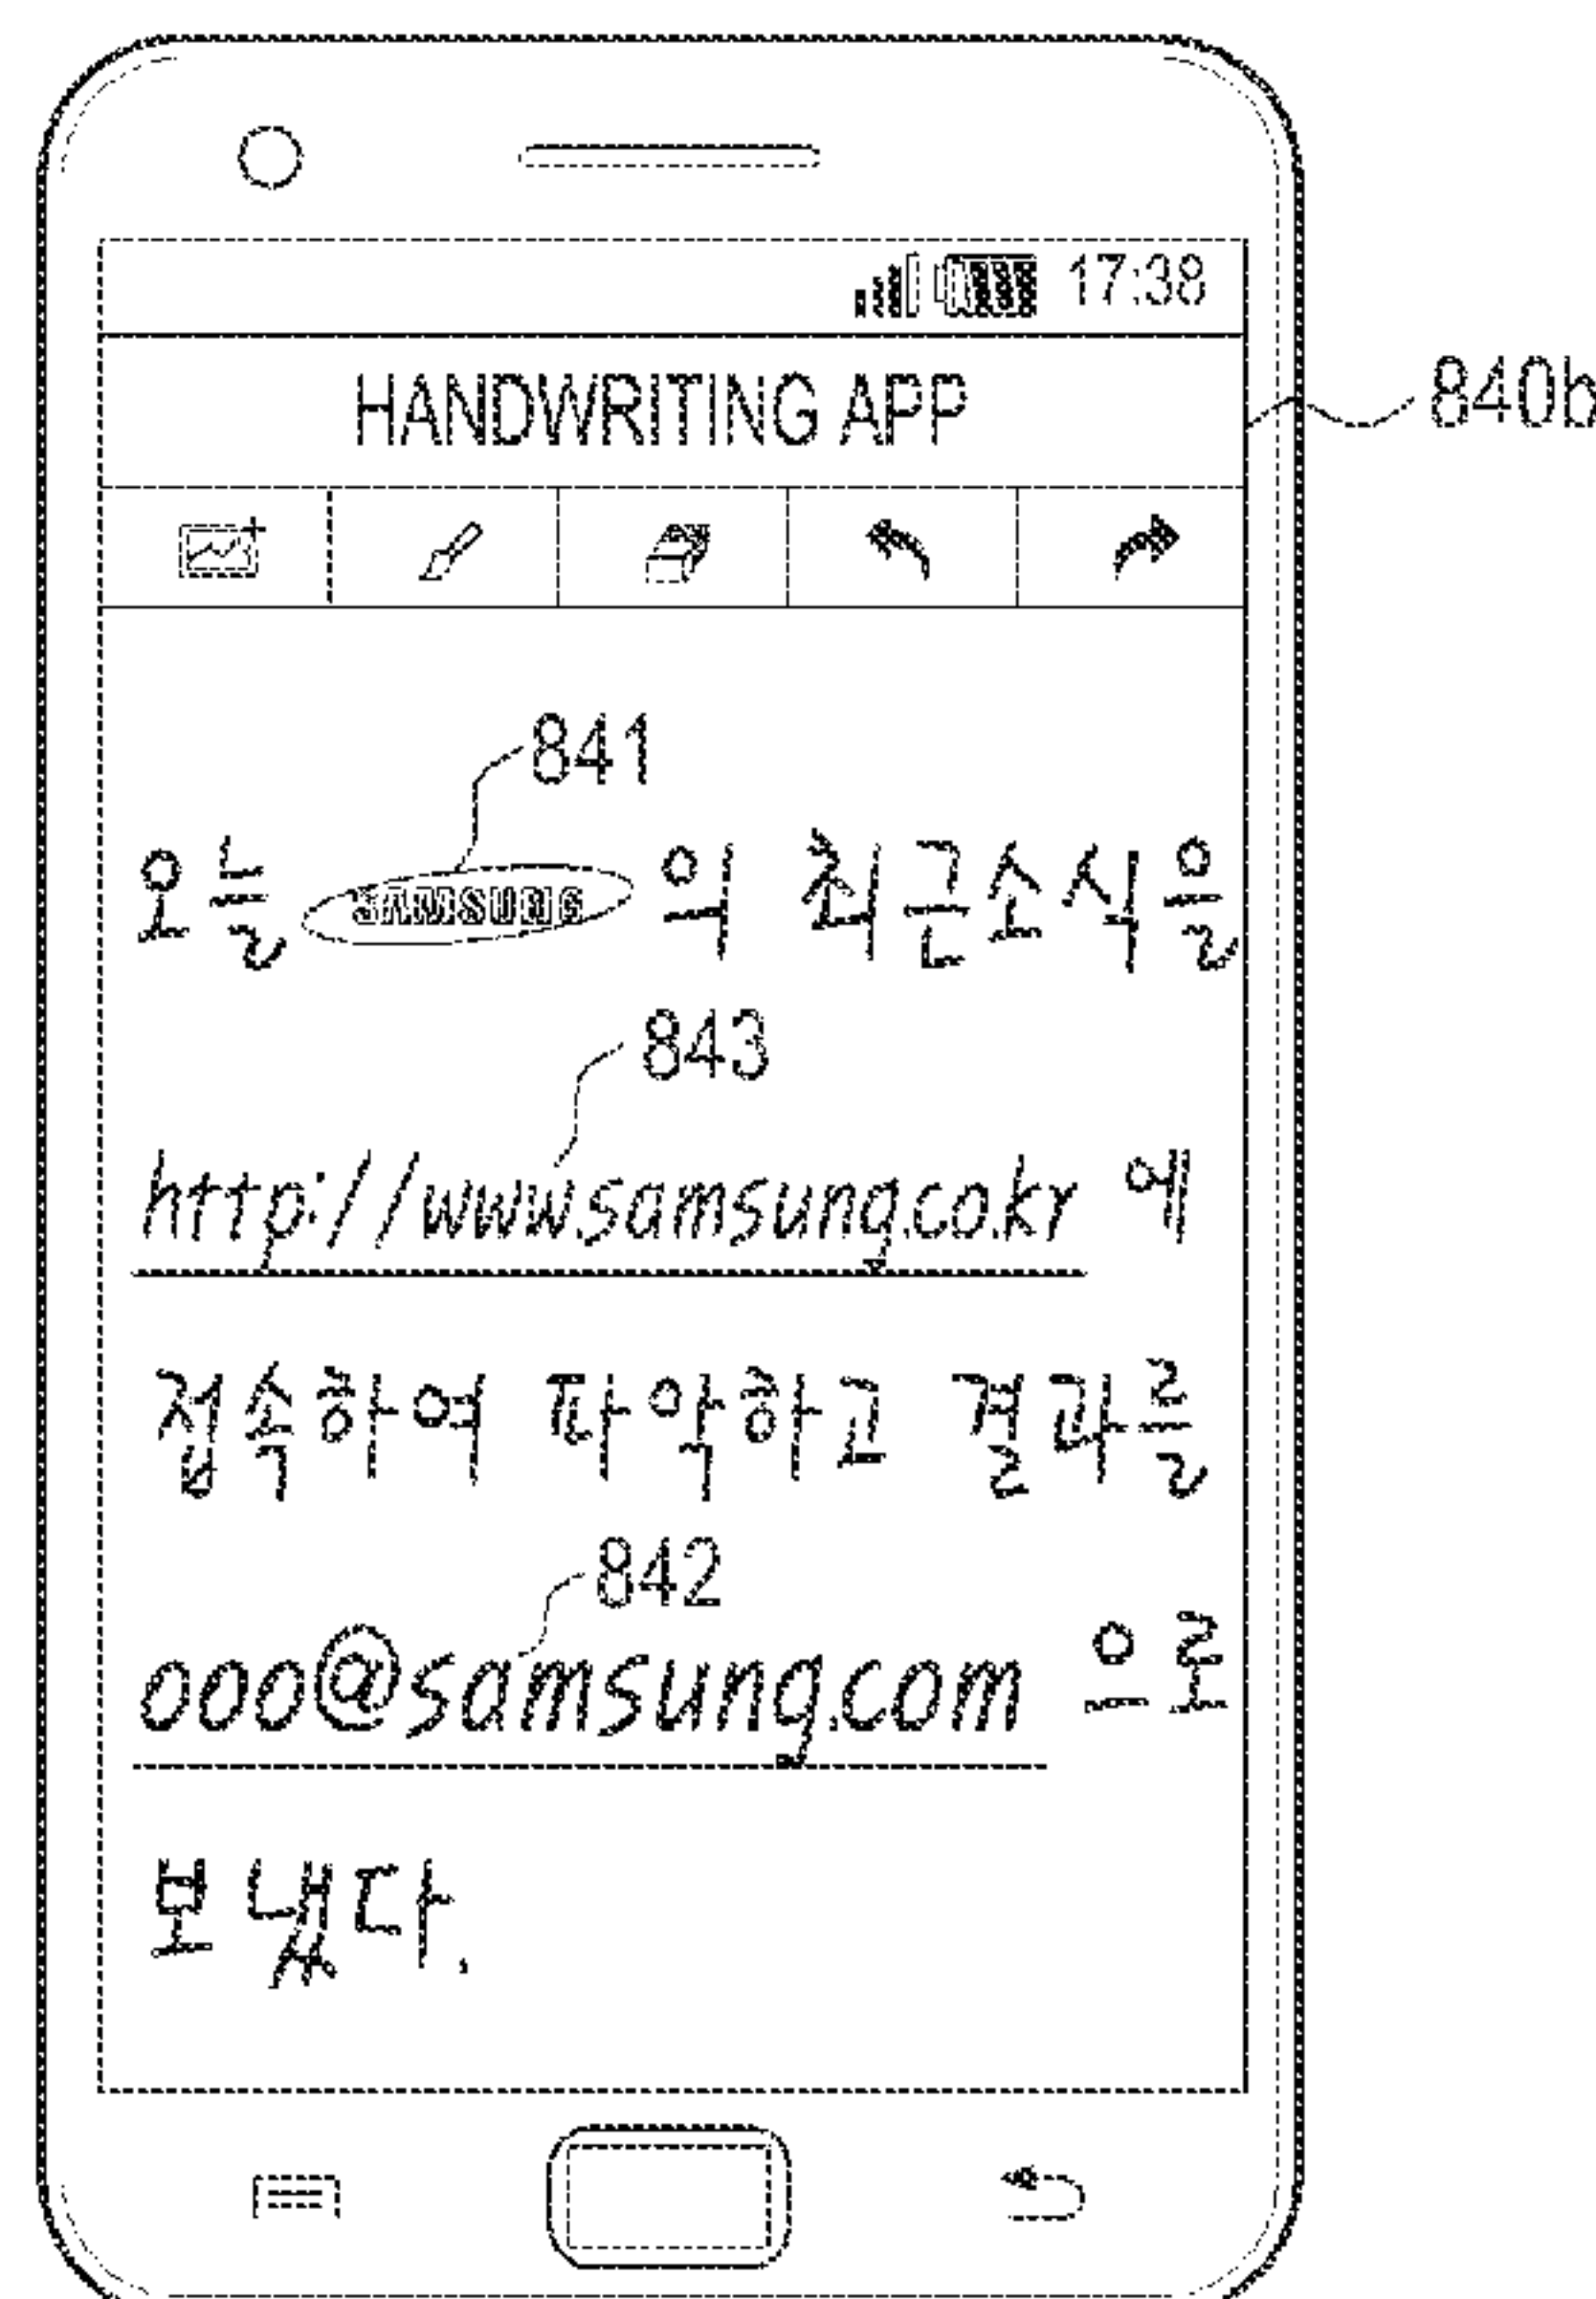 17:38
HANDWRITING APP
840b
841
오늘 SAMSUNG 의 최근소식을
843
http://www.samsung.co.kr 에
접속하여 파악하고 결과를
842
ooo@samsung.com 으로
보냈다.